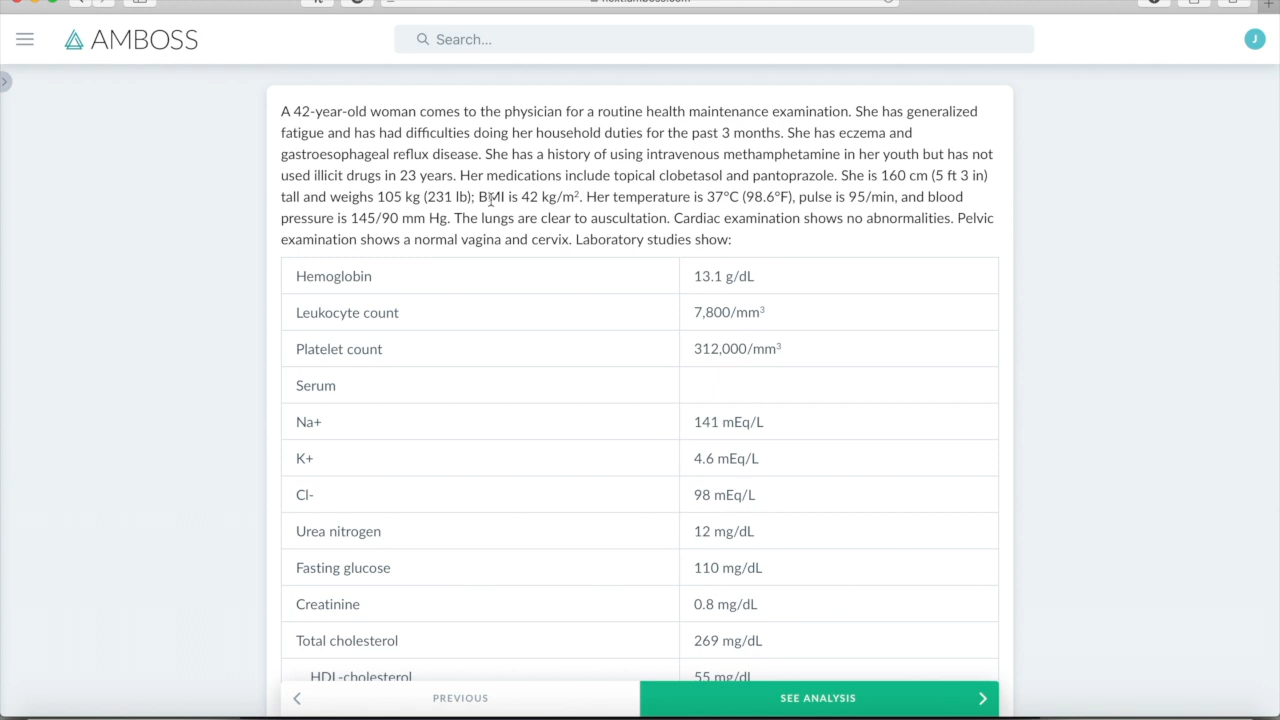 AMBOSS
Search...
J
A 42-year-old woman comes to the physician for a routine health maintenance examination. She has generalized
fatigue and has had difficulties doing her household duties for the past 3 months. She has eczema and
gastroesophageal reflux disease. She has a history of using intravenous methamphetamine in her youth but has not
used illicit drugs in 23 years. Her medications include topical clobetasol and pantoprazole. She is 160 cm (5 ft 3 in)
tall and weighs 105 kg (231 lb); BMI is 42 kg/m². Her temperature is 37°C (98.6°F), pulse is 95/min, and blood
pressure is 145/90 mm Hg. The lungs are clear to auscultation. Cardiac examination shows no abnormalities. Pelvic
examination shows a normal vagina and cervix. Laboratory studies show:
Hemoglobin 13.1 g/dL
Leukocyte count 7,800/mm³
Platelet count 312,000/mm³
Serum
Na+ 141 mEq/L
K+ 4.6 mEq/L
Cl- 98 mEq/L
Urea nitrogen 12 mg/dL
Fasting glucose 110 mg/dL
Creatinine 0.8 mg/dL
Total cholesterol 269 mg/dL
HDL-cholesterol 55 mg/dL
PREVIOUS
SEE ANALYSIS